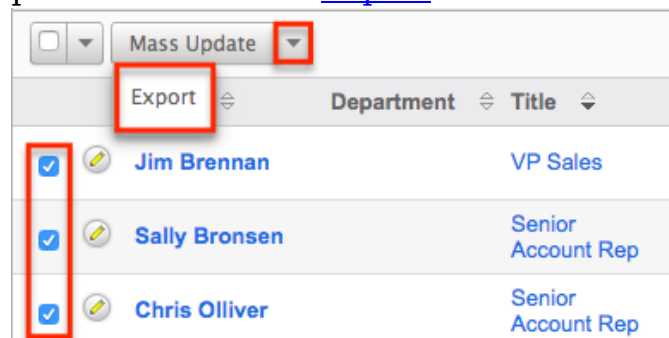 Mass Update
Export Department Title
Jim Brennan VP Sales
Sally Bronsen Senior
Account Rep
Chris Olliver Senior
Account Rep